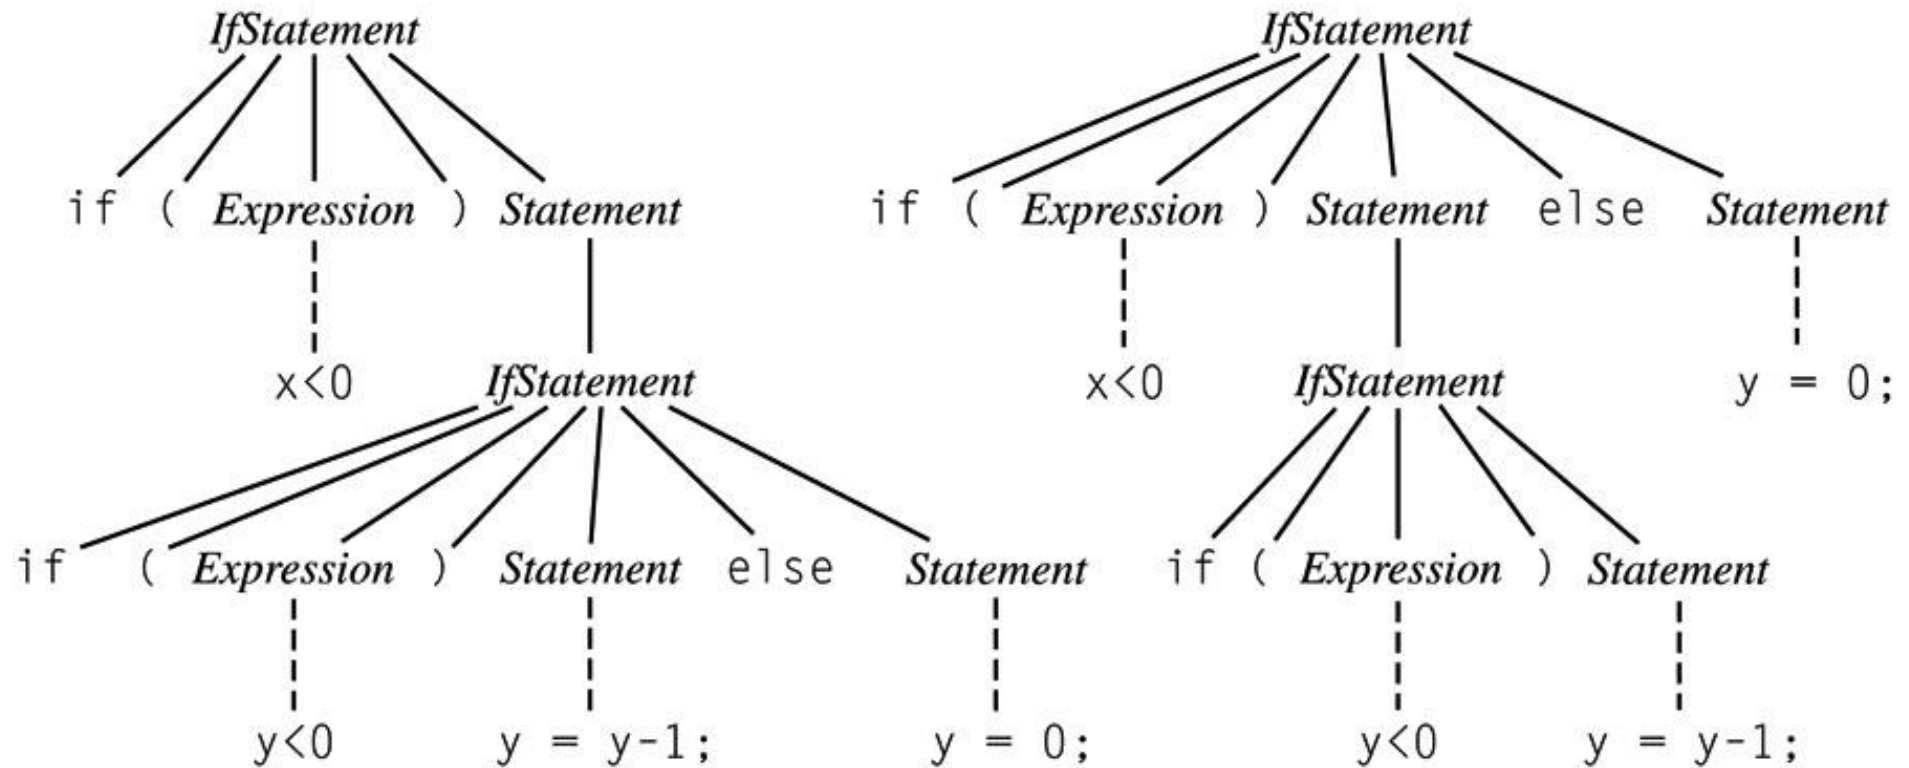 IfStatement IfStatement
if ( Expression ) Statement if ( Expression ) Statement else Statement
x<0 IfStatement x<0 IfStatement y = 0;
if ( Expression ) Statement else Statement if ( Expression ) Statement
y<0 y = y-1; y = 0; y<0 y = y-1;